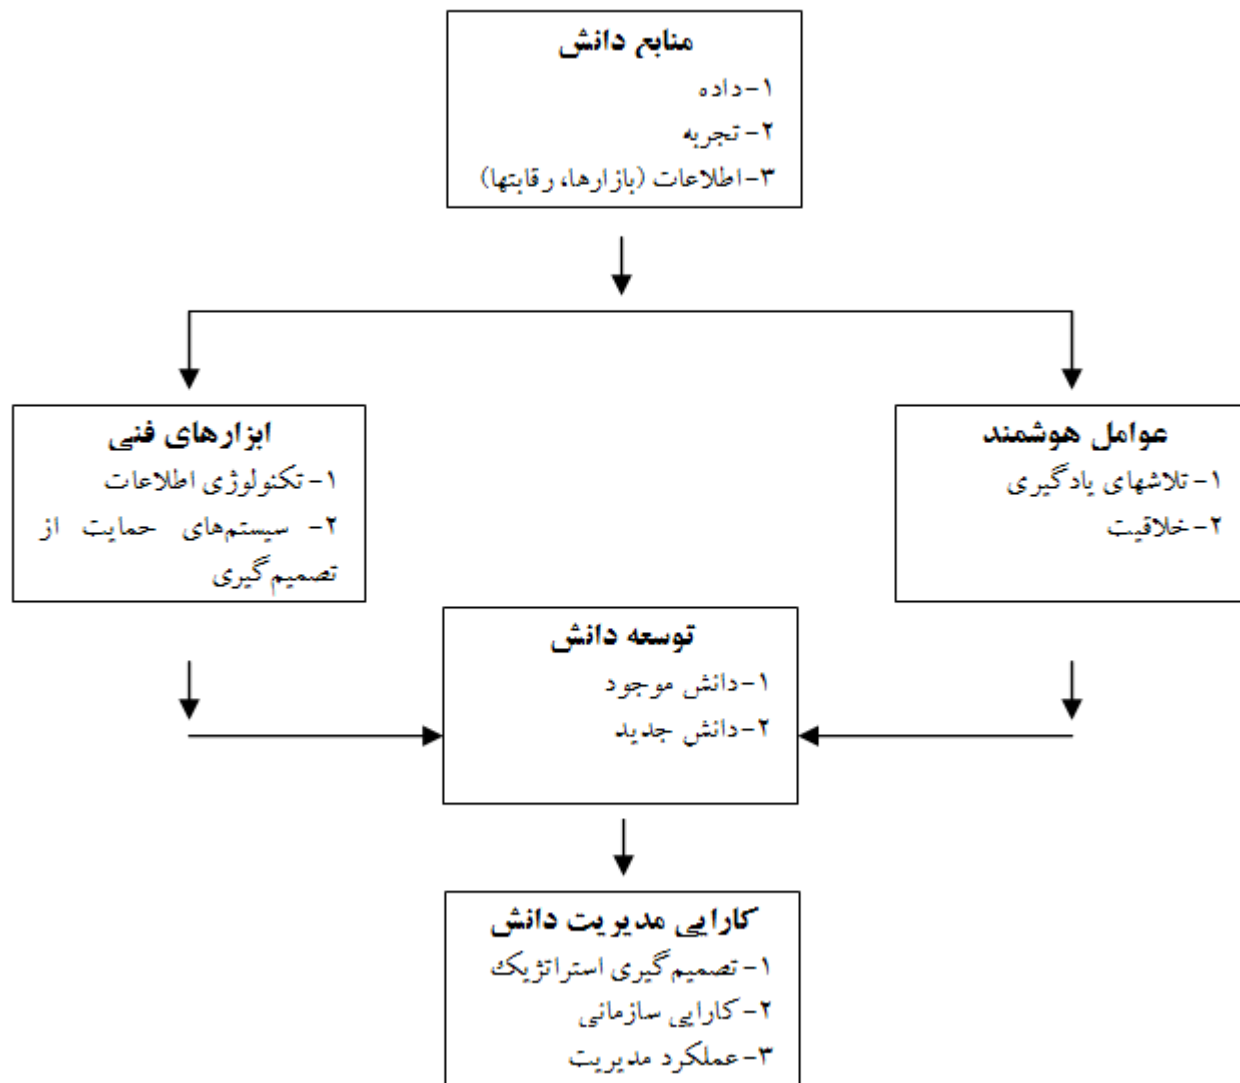 منابع دانش
۱-داده
۲-تجربه
۳-اطلاعات (بازارها، رقابتها)
عوامل هوشمند
۱-تلاشهای یادگیری
۲-خلاقیت
ابزارهای فنی
۱-تکنولوژی اطلاعات
۲- سیستم‌های حمایت از
تصمیم‌گیری
توسعه دانش
۱-دانش موجود
۲-دانش جدید
کارایی مدیریت دانش
۱-تصمیم‌گیری استراتژیک
۲-کارایی سازمانی
۳-عملکرد مدیریت